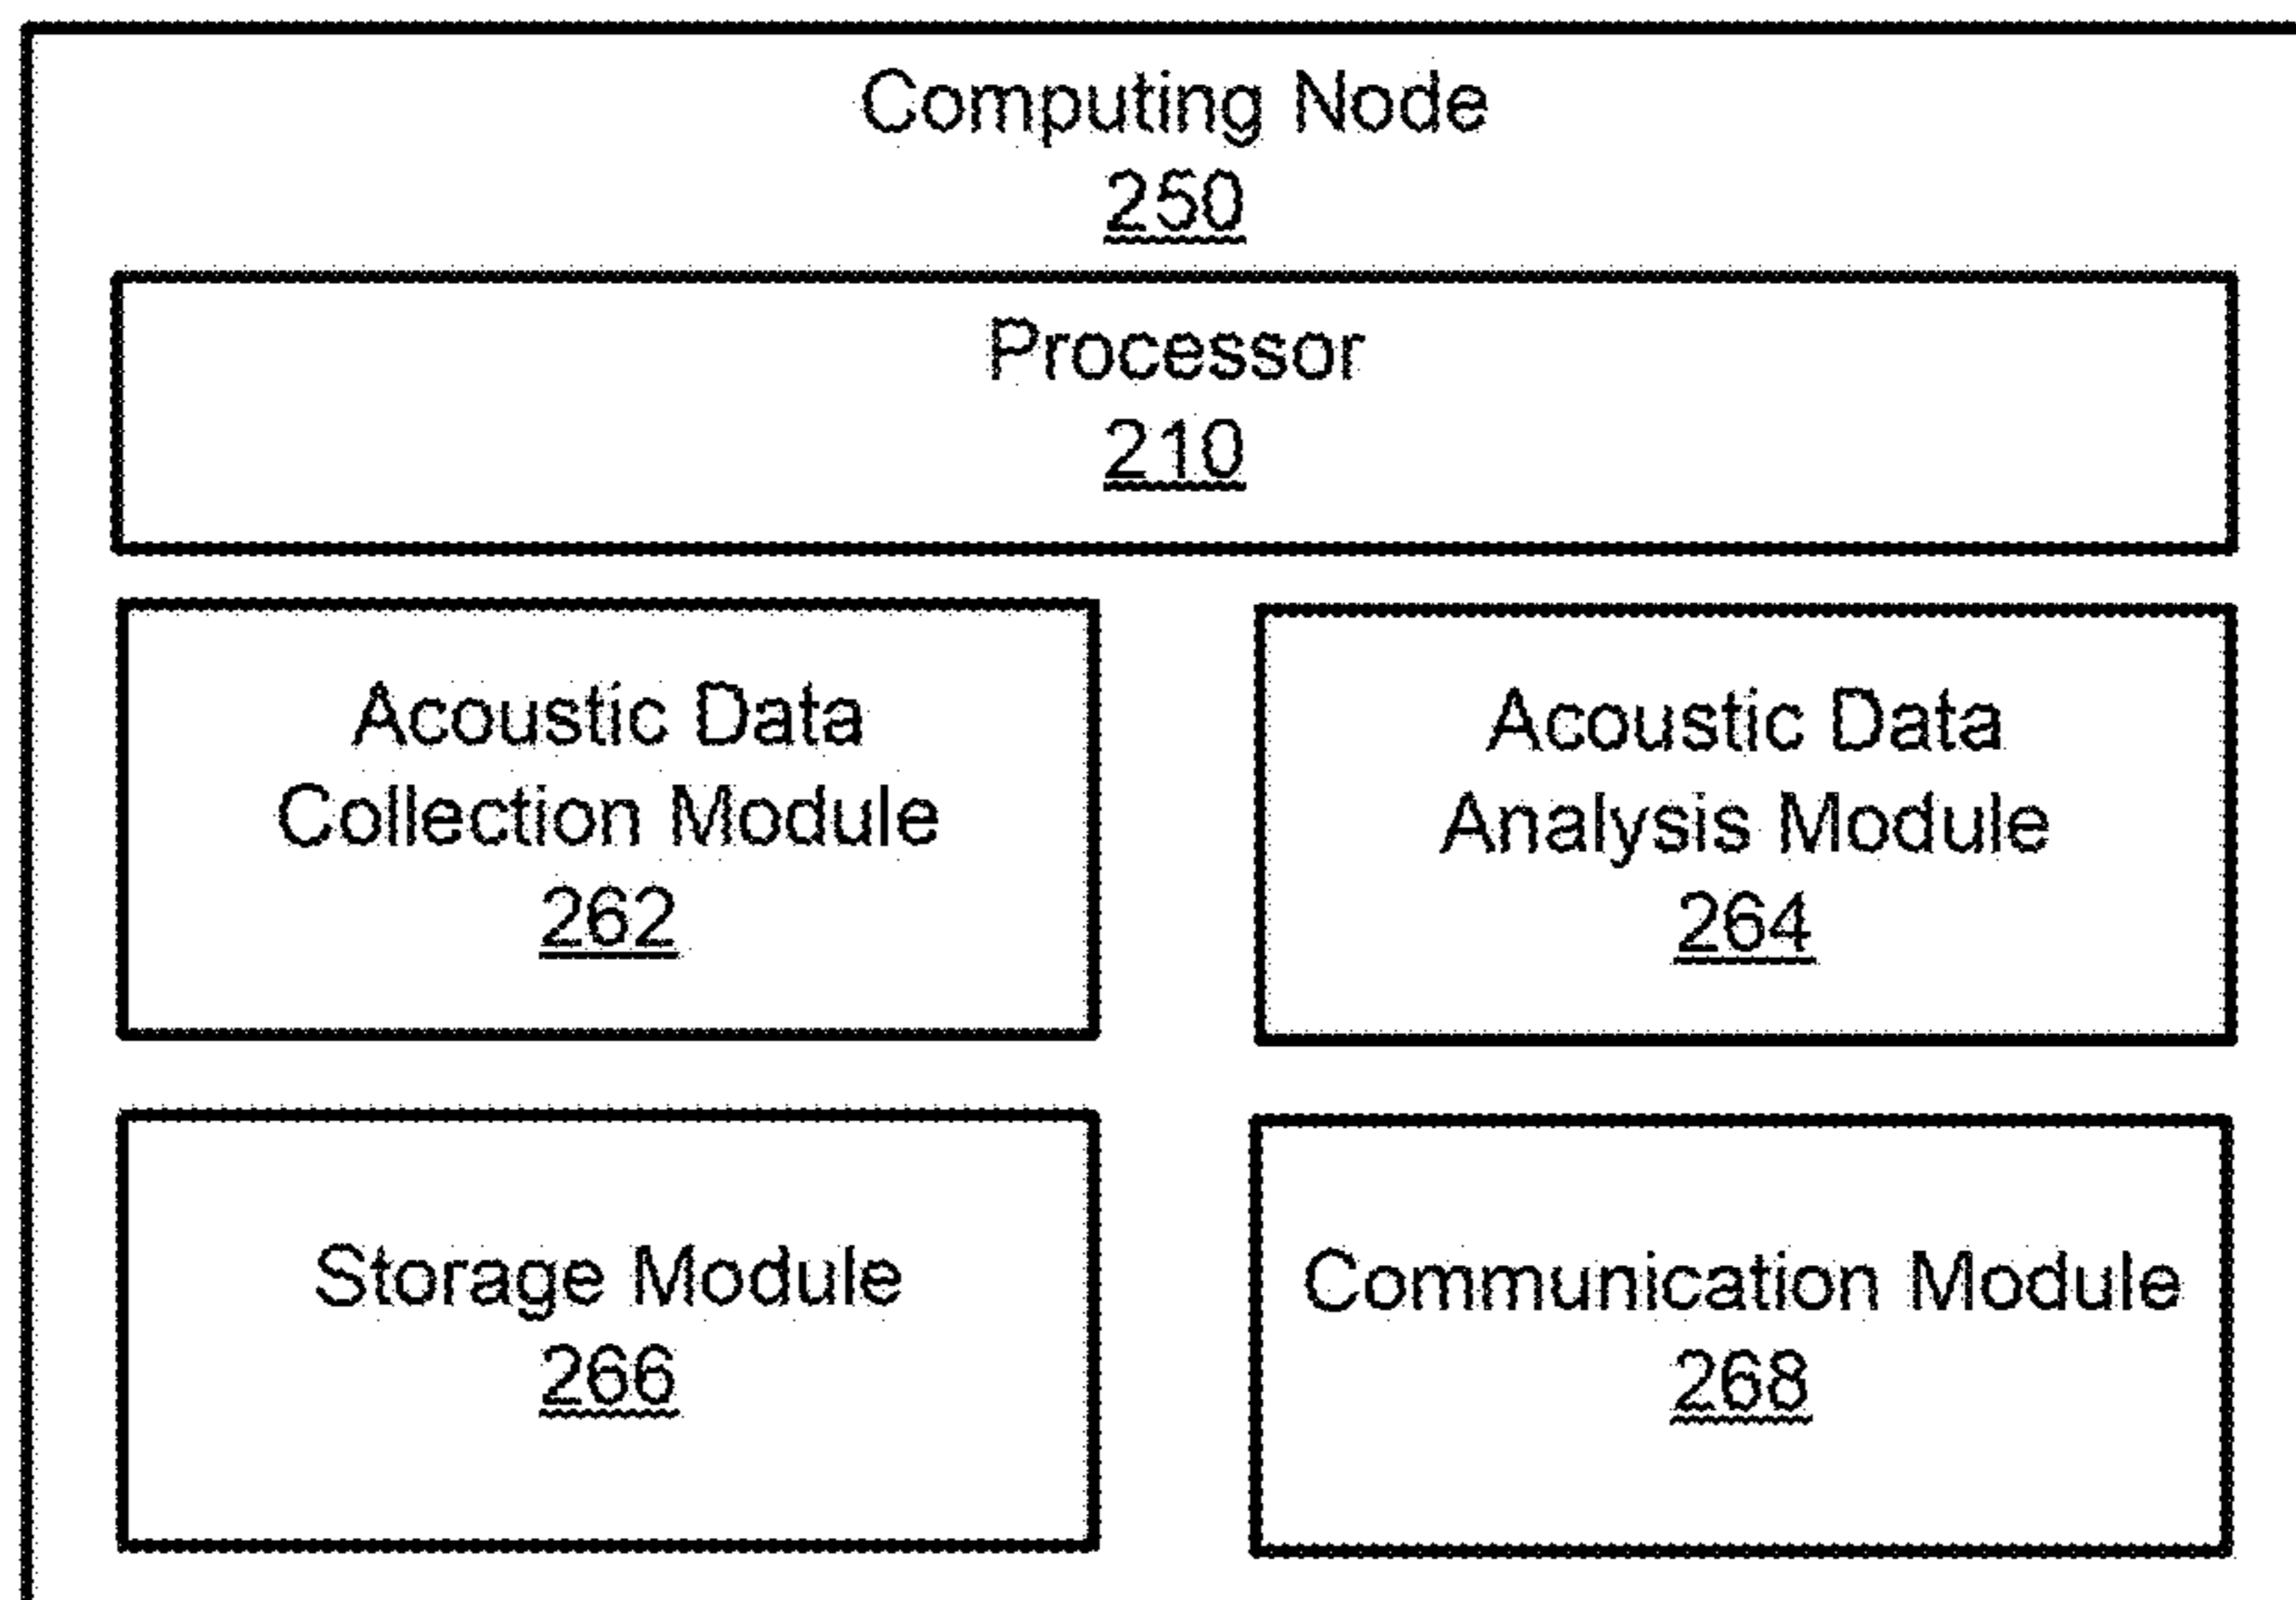 Computing Node
250
Processor
210
Acoustic Data
Collection Module
262
Acoustic Data
Analysis Module
264
Storage Module
266
Communication Module
268